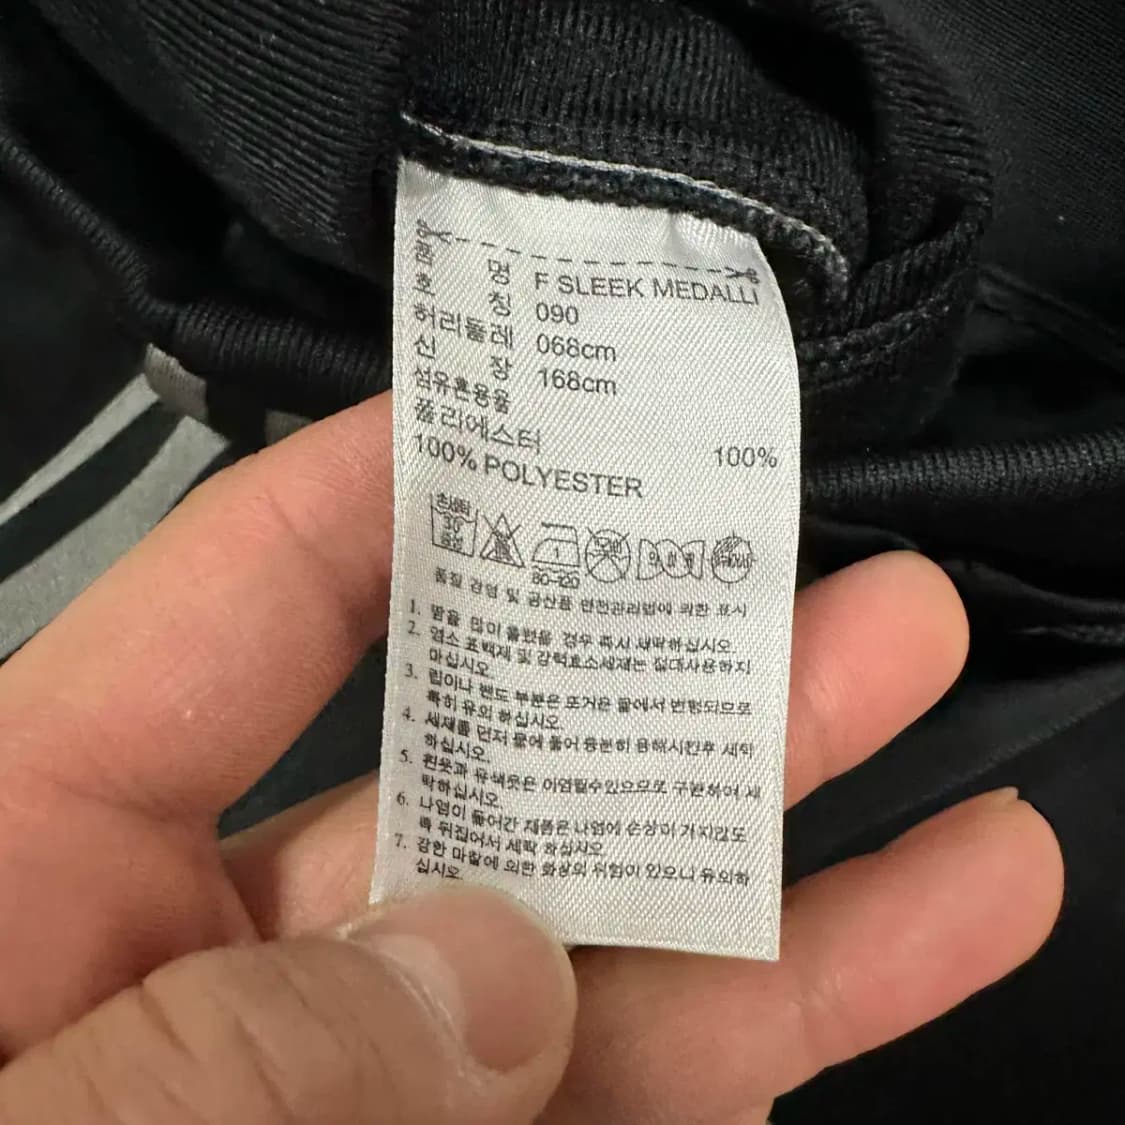 품 명 F SLEEK MEDALLI
호 칭 090
허리둘레 068cm
신 장 168cm
섬유혼용율
폴리에스터 100%
100% POLYESTER
손세탁
30
중성
1
80~120
품질 경영 및 공산품 안전관리법에 의한 표시
1. 땀을 많이 흘렸을 경우 즉시 세탁하십시오
2. 염소 표백제 및 강력효소세제는 절대사용하지
마십시오.
3. 립이나 밴드 부분은 뜨거운 물에서 변형되므로
특히 유의 하십시오.
4. 세제를 먼저 물에 풀어 충분히 용해시킨후 세탁
하십시오.
5. 흰옷과 유색옷은 이염될수있으므로 구분하여 세
탁하십시오
6. 나염이 들어간 제품은 나염에 손상이 가지않도
록 뒤집어서 세탁 하십시오
7. 강한 마찰에 의한 화상의 위험이 있으니 유의하
십시오